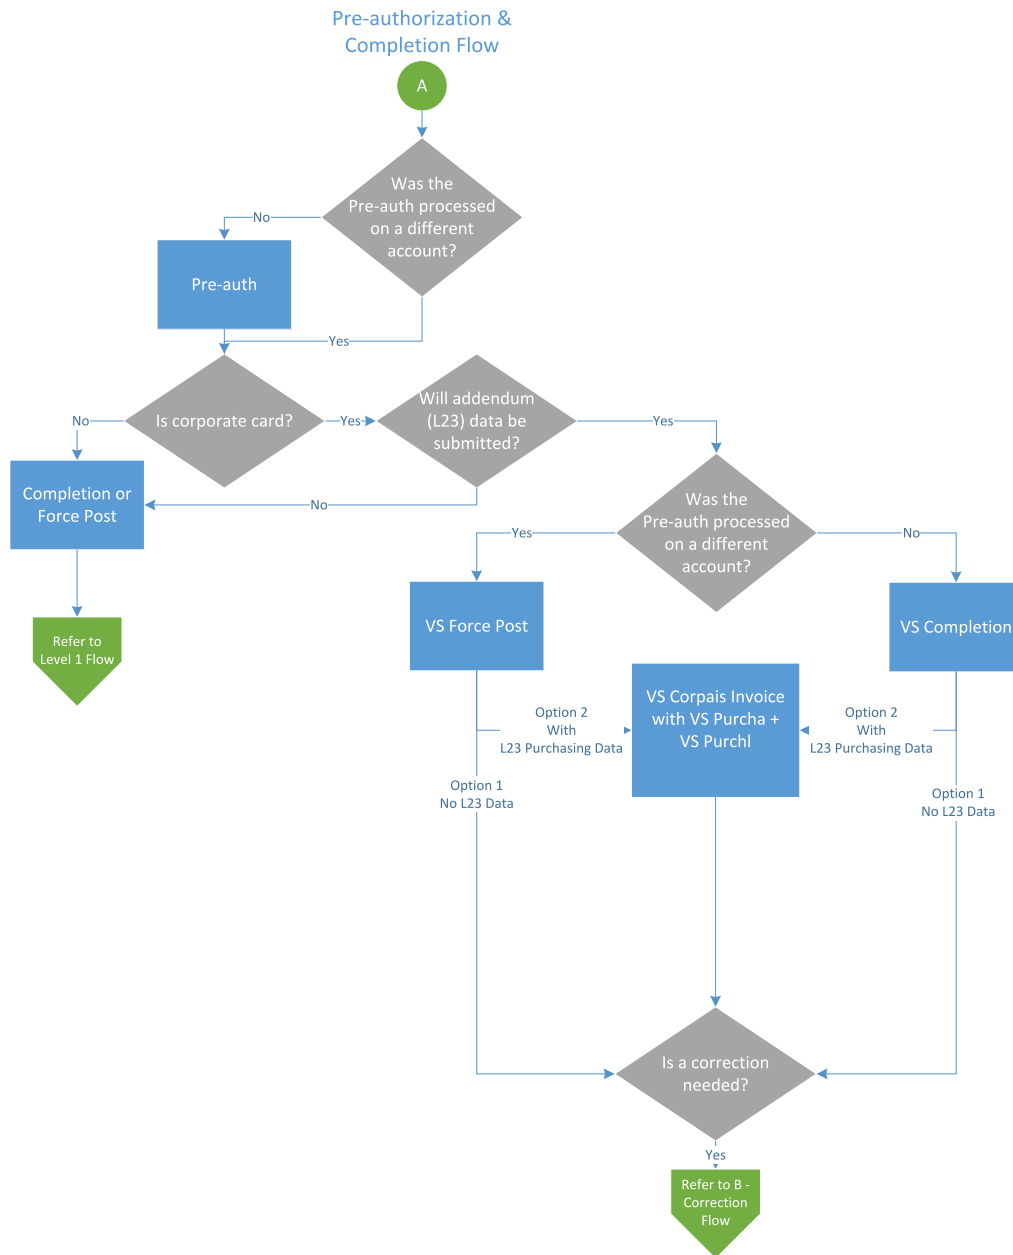 Pre-authorization &
Completion Flow
A
Was the
Pre-auth processed
on a different
account?
No
Pre-auth
Yes
Is corporate card?
No
Yes
Will addendum
(L23) data be
submitted?
Yes
No
Completion or
Force Post
Refer to
Level 1 Flow
Was the
Pre-auth processed
on a different
account?
Yes
No
VS Force Post
VS Completion
VS Corpais Invoice
with VS Purcha +
VS Purchl
Option 2
With
L23 Purchasing Data
Option 2
With
L23 Purchasing Data
Option 1
No L23 Data
Option 1
No L23 Data
Is a correction
needed?
Yes
Refer to B -
Correction
Flow